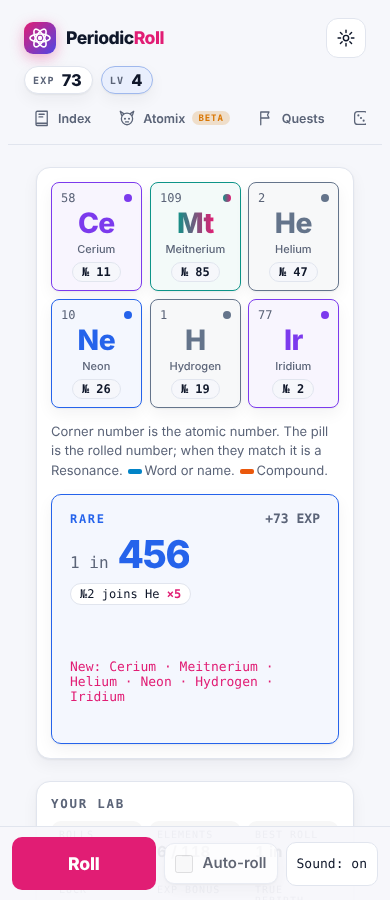 PeriodicRoll
EXP 73 LV 4
Index Atomix BETA Quests
58 109 2
Ce Mt He
Cerium Meitnerium Helium
№ 11 № 85 № 47
10 1 77
Ne H Ir
Neon Hydrogen Iridium
№ 26 № 19 № 2
Corner number is the atomic number. The pill
is the rolled number; when they match it is a
Resonance. Word or name. Compound.
RARE +73 EXP
1 in 456
№2 joins He ×5
New: Cerium · Meitnerium ·
Helium · Neon · Hydrogen ·
Iridium
YOUR LAB
Roll Auto-roll Sound: on